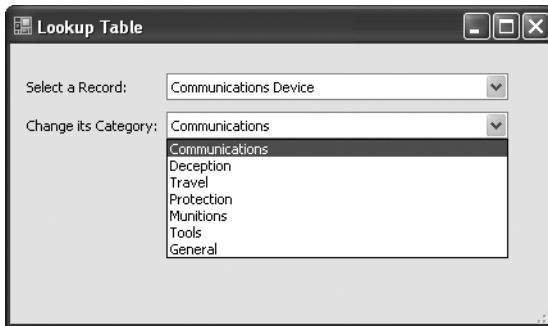 Lookup Table
Select a Record: Communications Device
Change its Category: Communications
Communications
Deception
Travel
Protection
Munitions
Tools
General